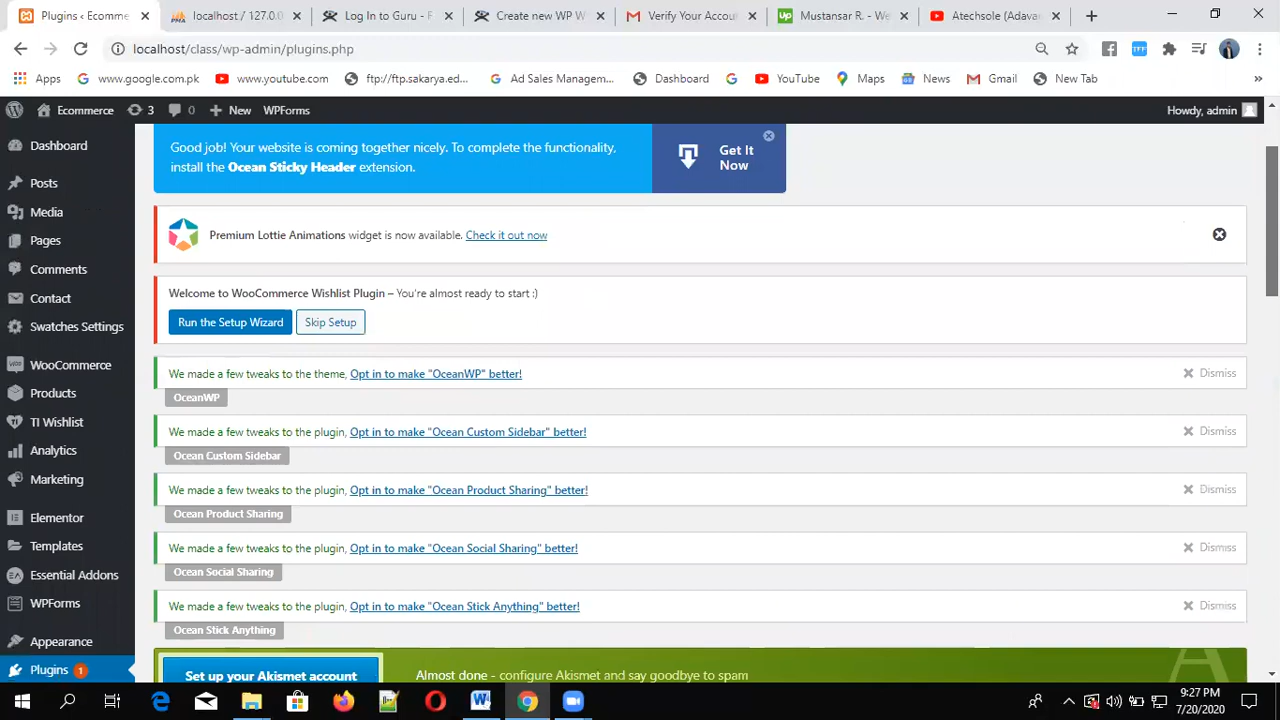 Plugins ‹ Ecomme
localhost / 127.0.0
Log In to Guru - F
Create new WP W
Verify Your Accou
Mustansar R. - We
Atechsole (Adavan
localhost/class/wp-admin/plugins.php
Apps
www.google.com.pk
www.youtube.com
ftp://ftp.sakarya.ed...
Ad Sales Managem...
Dashboard
YouTube
Maps
News
Gmail
New Tab
»
Ecommerce
3
0
New
WPForms
Howdy, admin
Dashboard
Posts
Media
Pages
Comments
Contact
Swatches Settings
WooCommerce
Products
TI Wishlist
Analytics
Marketing
Elementor
Templates
Essential Addons
WPForms
Appearance
Plugins 1
Good job! Your website is coming together nicely. To complete the functionality,
install the Ocean Sticky Header extension.
Get It
Now
Premium Lottie Animations widget is now available. Check it out now
Welcome to WooCommerce Wishlist Plugin – You're almost ready to start :)
Run the Setup Wizard
Skip Setup
We made a few tweaks to the theme, Opt in to make "OceanWP" better!
Dismiss
OceanWP
We made a few tweaks to the plugin, Opt in to make "Ocean Custom Sidebar" better!
Dismiss
Ocean Custom Sidebar
We made a few tweaks to the plugin, Opt in to make "Ocean Product Sharing" better!
Dismiss
Ocean Product Sharing
We made a few tweaks to the plugin, Opt in to make "Ocean Social Sharing" better!
Dismiss
Ocean Social Sharing
We made a few tweaks to the plugin, Opt in to make "Ocean Stick Anything" better!
Dismiss
Ocean Stick Anything
Set up your Akismet account
Almost done - configure Akismet and say goodbye to spam
A
9:27 PM
7/20/2020